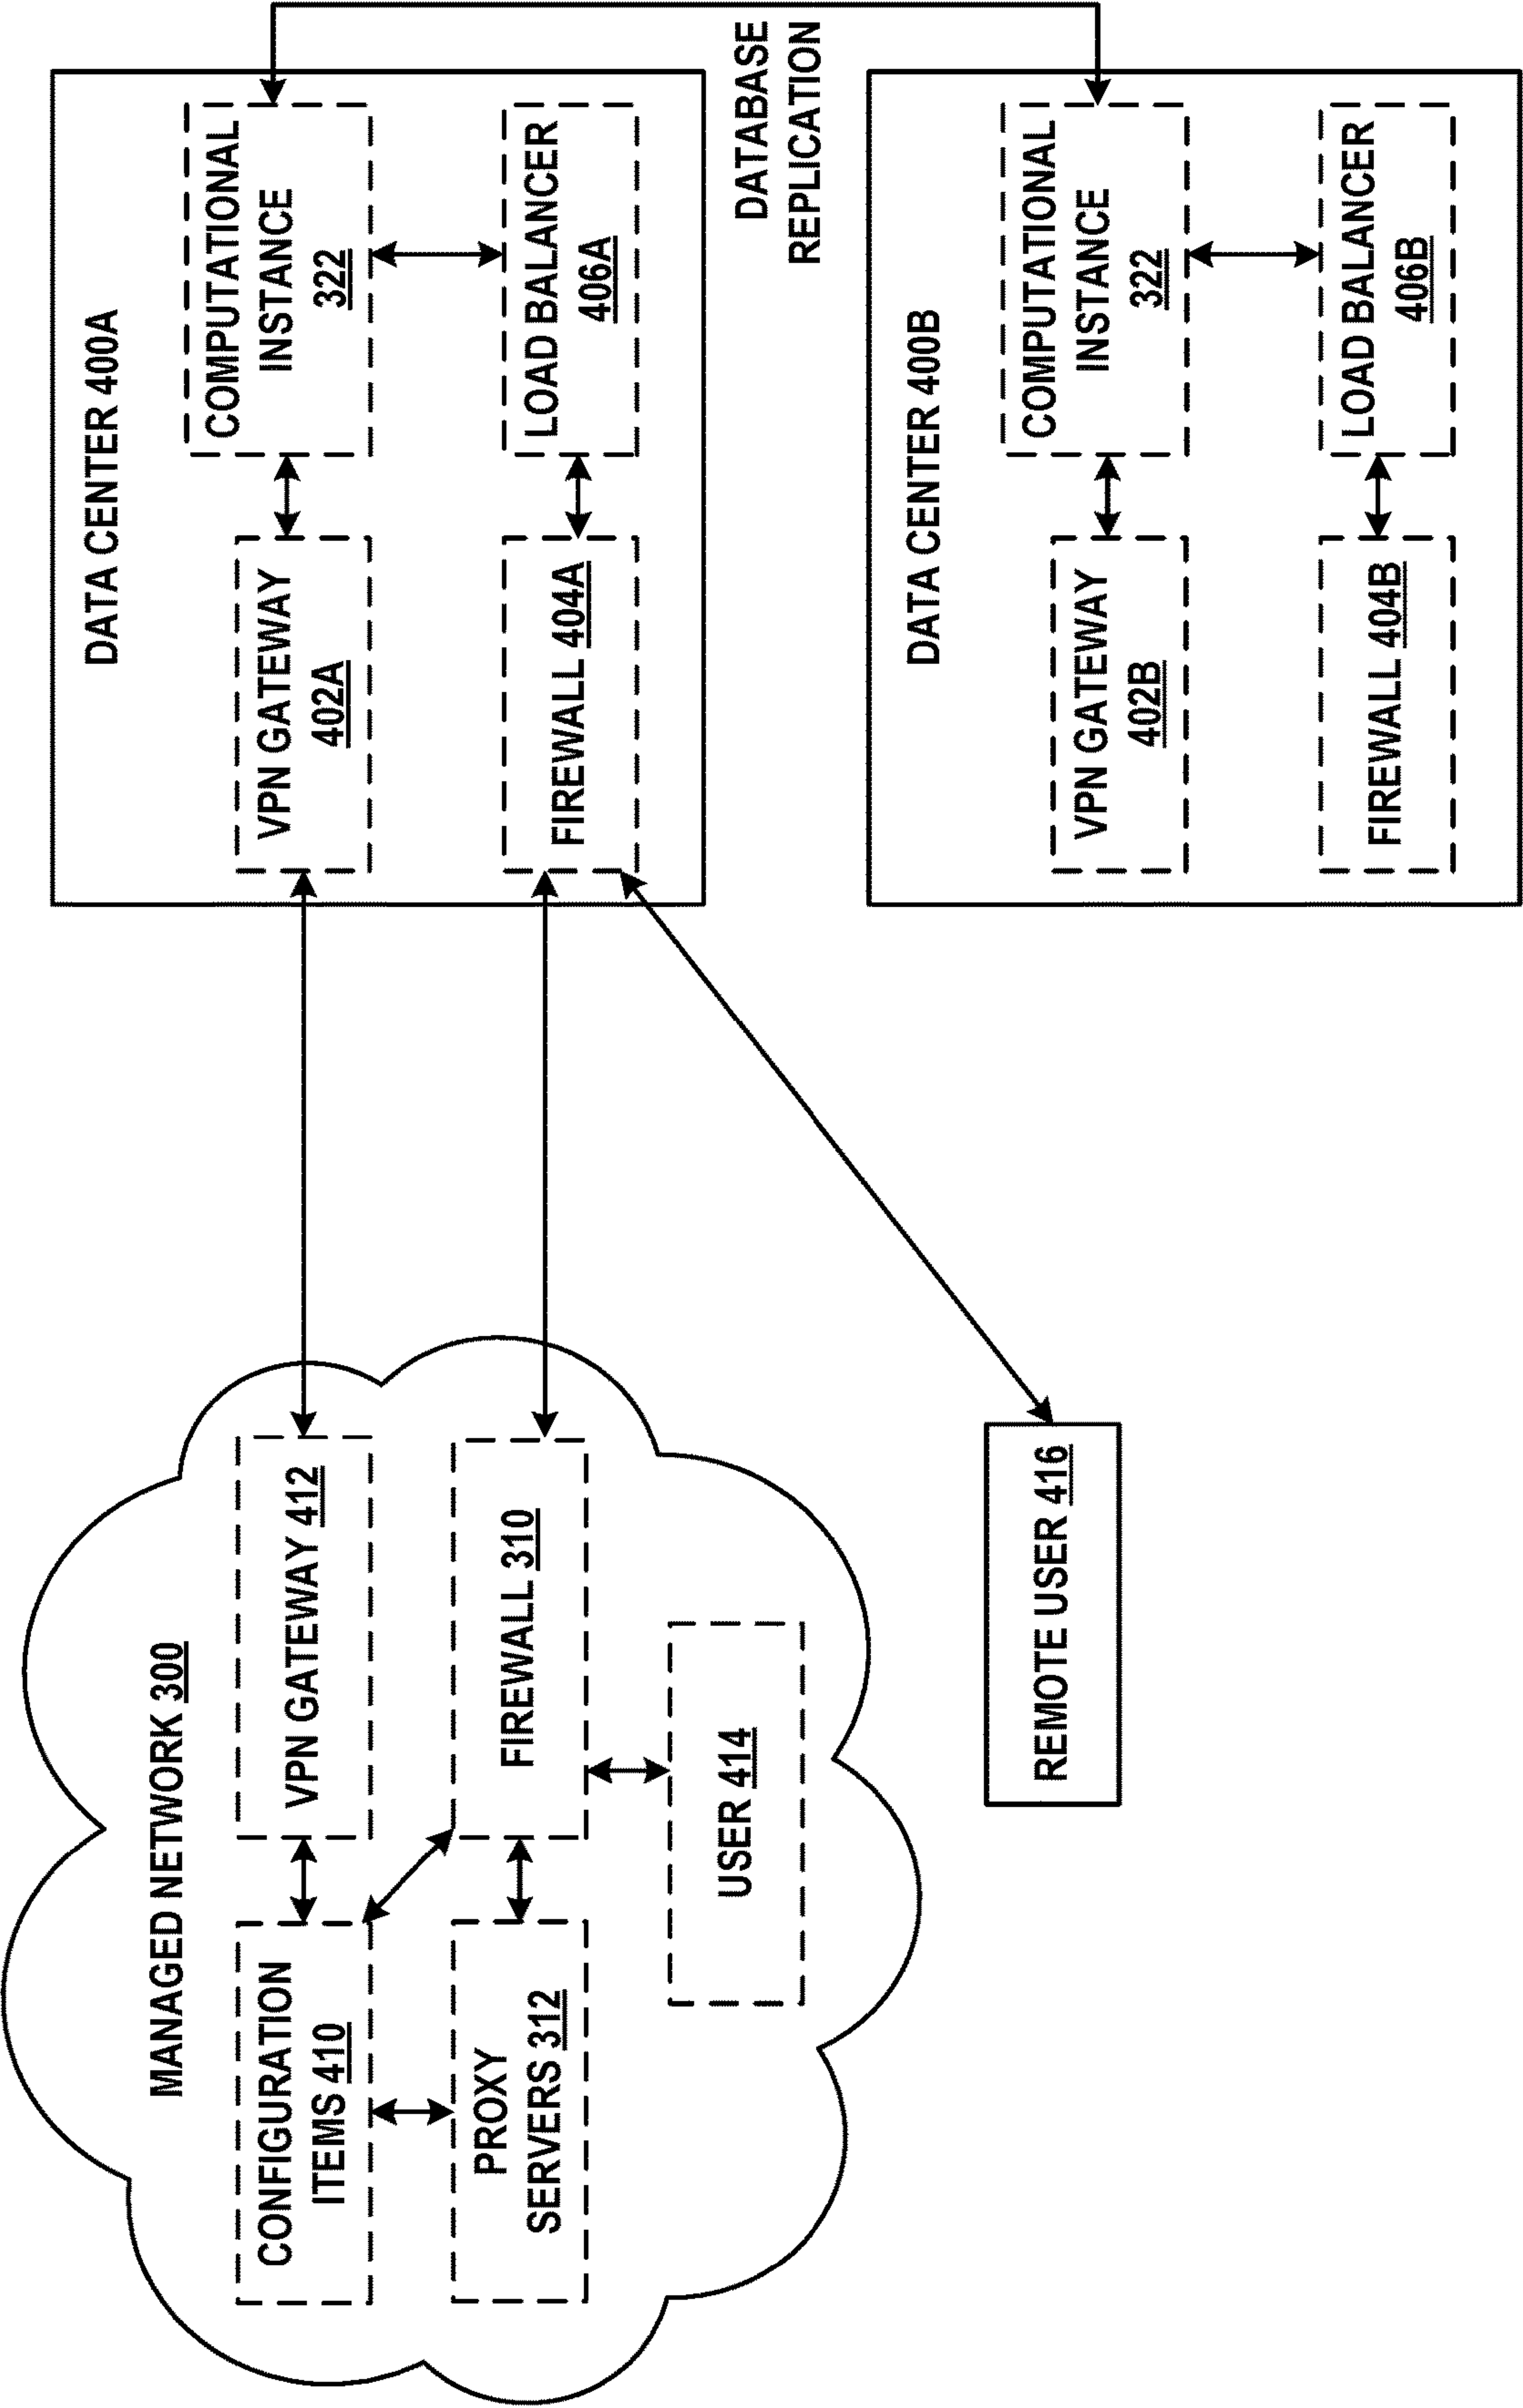 MANAGED NETWORK 300
CONFIGURATION
ITEMS 410
VPN GATEWAY 412
PROXY
SERVERS 312
FIREWALL 310
USER 414
REMOTE USER 416
DATA CENTER 400A
VPN GATEWAY
402A
COMPUTATIONAL
INSTANCE
322
FIREWALL 404A
LOAD BALANCER
406A
DATABASE
REPLICATION
DATA CENTER 400B
VPN GATEWAY
402B
COMPUTATIONAL
INSTANCE
322
FIREWALL 404B
LOAD BALANCER
406B